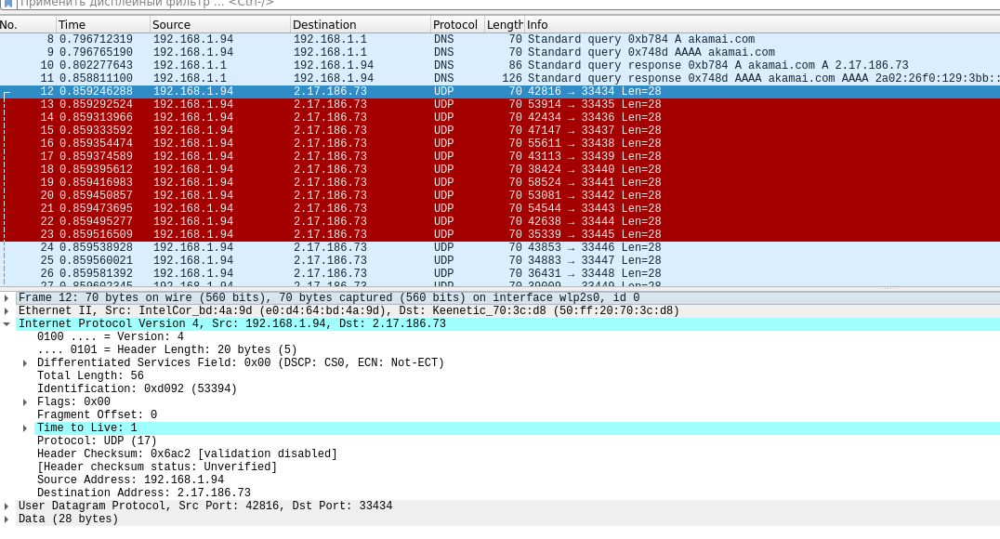 Применить дисплейный фильтр … <Ctrl-/>
No. Time Source Destination Protocol Length Info
8 0.796712319 192.168.1.94 192.168.1.1 DNS 70 Standard query 0xb784 A akamai.com
9 0.796765190 192.168.1.94 192.168.1.1 DNS 70 Standard query 0x748d AAAA akamai.com
10 0.802277643 192.168.1.1 192.168.1.94 DNS 86 Standard query response 0xb784 A akamai.com A 2.17.186.73
11 0.858811100 192.168.1.1 192.168.1.94 DNS 126 Standard query response 0x748d AAAA akamai.com AAAA 2a02:26f0:129:3bb::
12 0.859246288 192.168.1.94 2.17.186.73 UDP 70 42816 → 33434 Len=28
13 0.859292524 192.168.1.94 2.17.186.73 UDP 70 53914 → 33435 Len=28
14 0.859313966 192.168.1.94 2.17.186.73 UDP 70 42434 → 33436 Len=28
15 0.859333592 192.168.1.94 2.17.186.73 UDP 70 47147 → 33437 Len=28
16 0.859354474 192.168.1.94 2.17.186.73 UDP 70 55611 → 33438 Len=28
17 0.859374589 192.168.1.94 2.17.186.73 UDP 70 43113 → 33439 Len=28
18 0.859395612 192.168.1.94 2.17.186.73 UDP 70 38424 → 33440 Len=28
19 0.859416983 192.168.1.94 2.17.186.73 UDP 70 58524 → 33441 Len=28
20 0.859450857 192.168.1.94 2.17.186.73 UDP 70 53081 → 33442 Len=28
21 0.859473695 192.168.1.94 2.17.186.73 UDP 70 54544 → 33443 Len=28
22 0.859495277 192.168.1.94 2.17.186.73 UDP 70 42638 → 33444 Len=28
23 0.859516509 192.168.1.94 2.17.186.73 UDP 70 35339 → 33445 Len=28
24 0.859538928 192.168.1.94 2.17.186.73 UDP 70 43853 → 33446 Len=28
25 0.859560021 192.168.1.94 2.17.186.73 UDP 70 34883 → 33447 Len=28
26 0.859581392 192.168.1.94 2.17.186.73 UDP 70 36431 → 33448 Len=28
Frame 12: 70 bytes on wire (560 bits), 70 bytes captured (560 bits) on interface wlp2s0, id 0
Ethernet II, Src: IntelCor_bd:4a:9d (e0:d4:64:bd:4a:9d), Dst: Keenetic_70:3c:d8 (50:ff:20:70:3c:d8)
Internet Protocol Version 4, Src: 192.168.1.94, Dst: 2.17.186.73
0100 .... = Version: 4
.... 0101 = Header Length: 20 bytes (5)
Differentiated Services Field: 0x00 (DSCP: CS0, ECN: Not-ECT)
Total Length: 56
Identification: 0xd092 (53394)
Flags: 0x00
Fragment Offset: 0
Time to Live: 1
Protocol: UDP (17)
Header Checksum: 0x6ac2 [validation disabled]
[Header checksum status: Unverified]
Source Address: 192.168.1.94
Destination Address: 2.17.186.73
User Datagram Protocol, Src Port: 42816, Dst Port: 33434
Data (28 bytes)